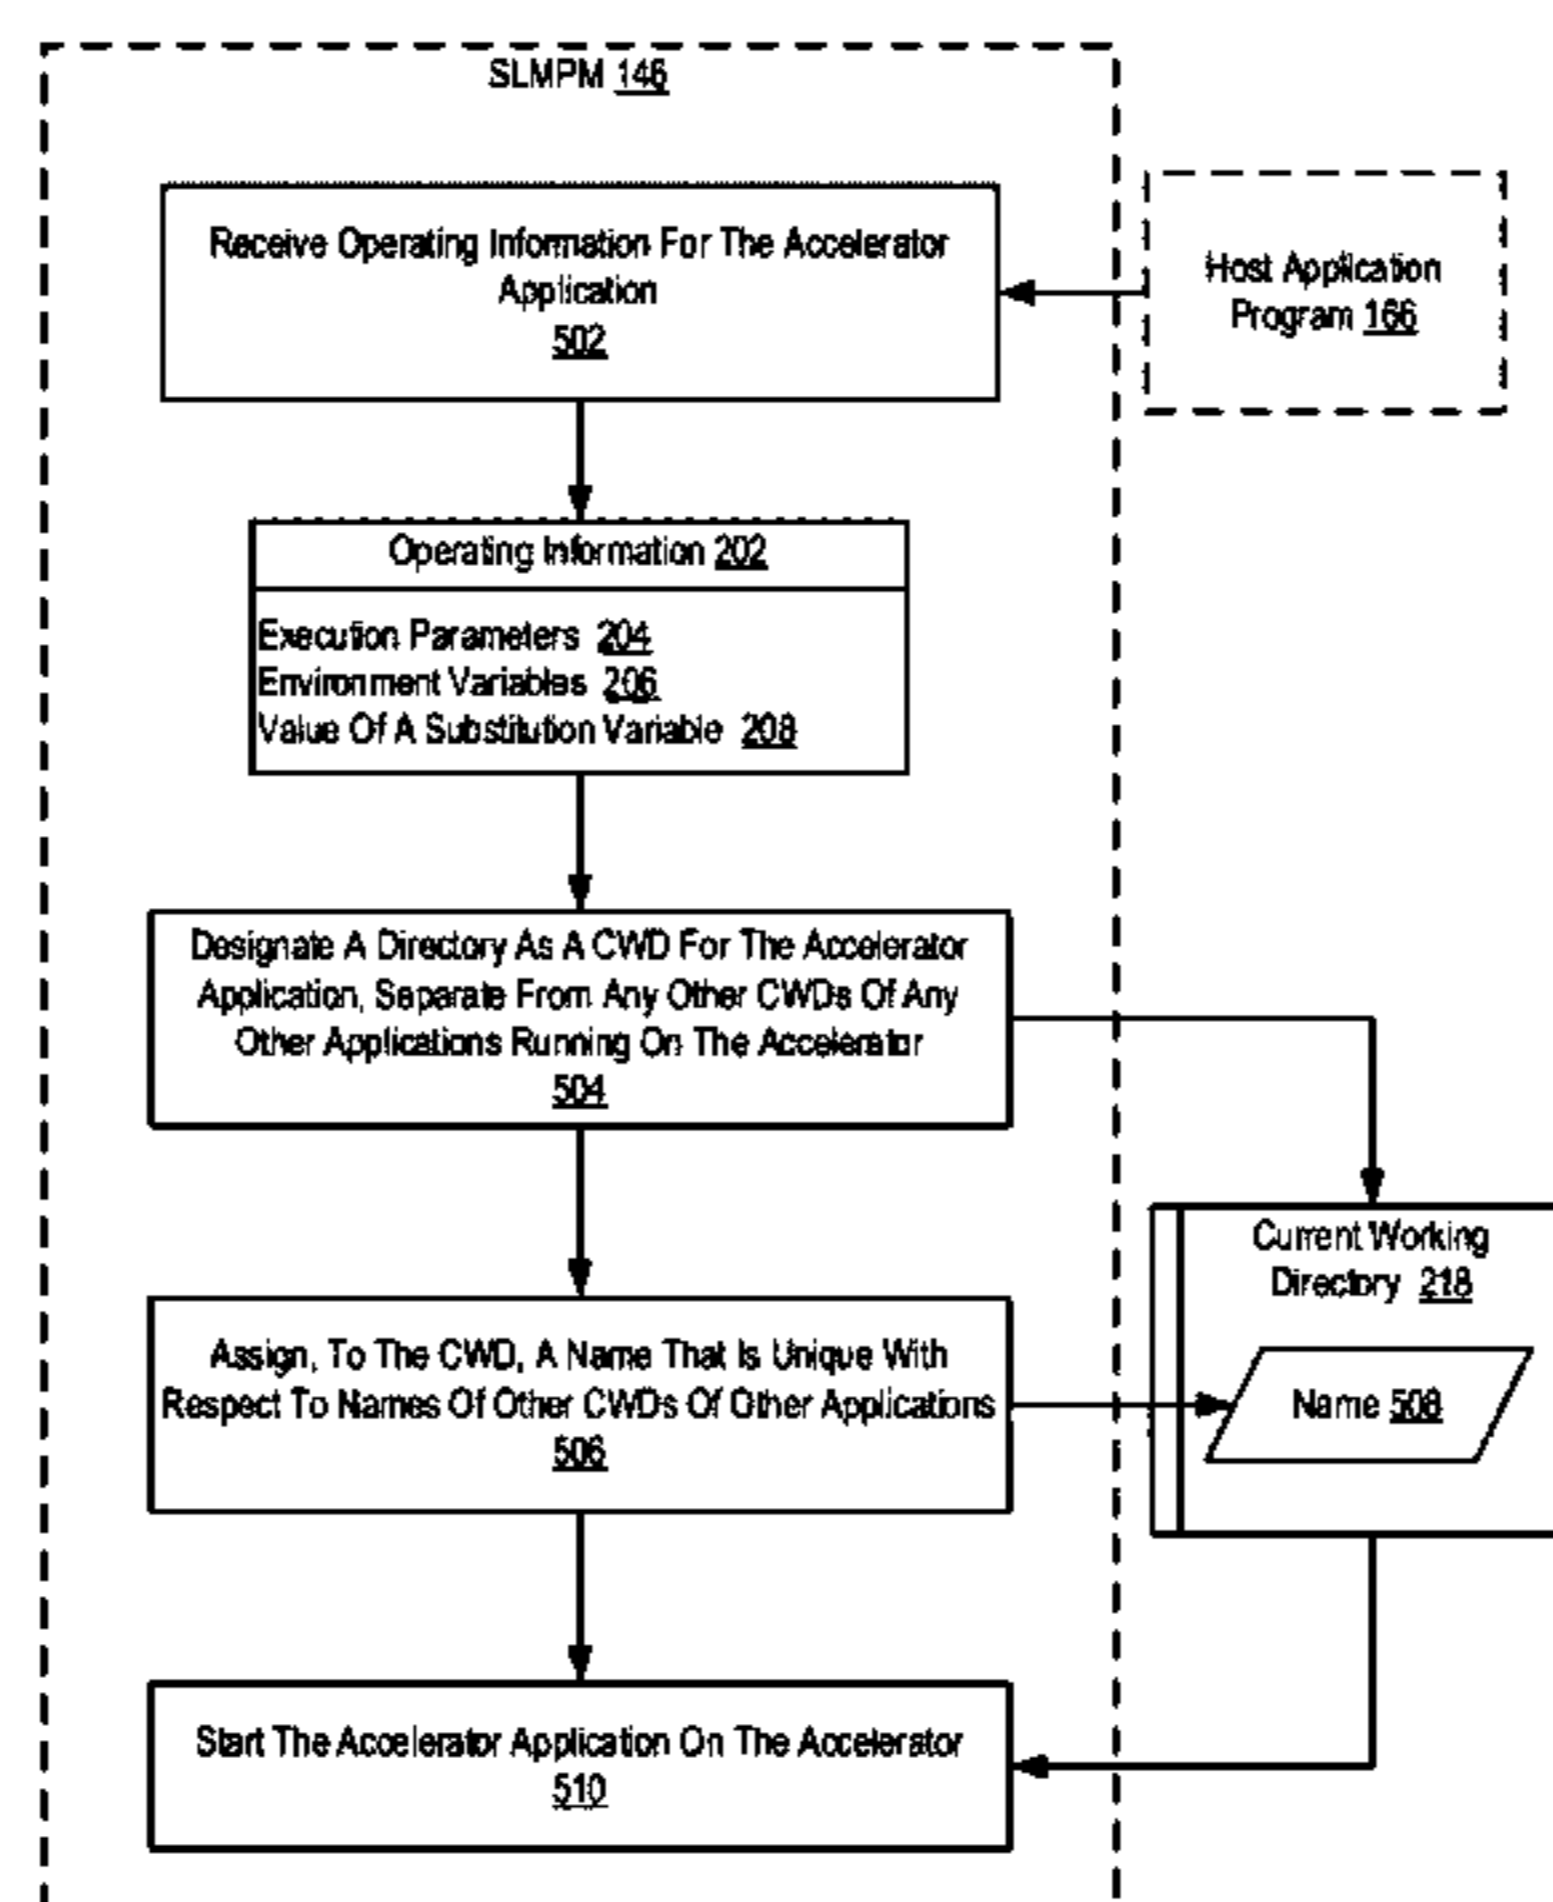 SLMPM 146
Receive Operating Information For The Accelerator
Application
502
Host Application
Program 166
Operating Information 202
Execution Parameters 204
Environment Variables 206
Value Of A Substitution Variable 208
Designate A Directory As A CWD For The Accelerator
Application, Separate From Any Other CWDs Of Any
Other Applications Running On The Accelerator
504
Current Working
Directory 218
Assign, To The CWD, A Name That Is Unique With
Respect To Names Of Other CWDs Of Other Applications
506
Name 508
Start The Accelerator Application On The Accelerator
510